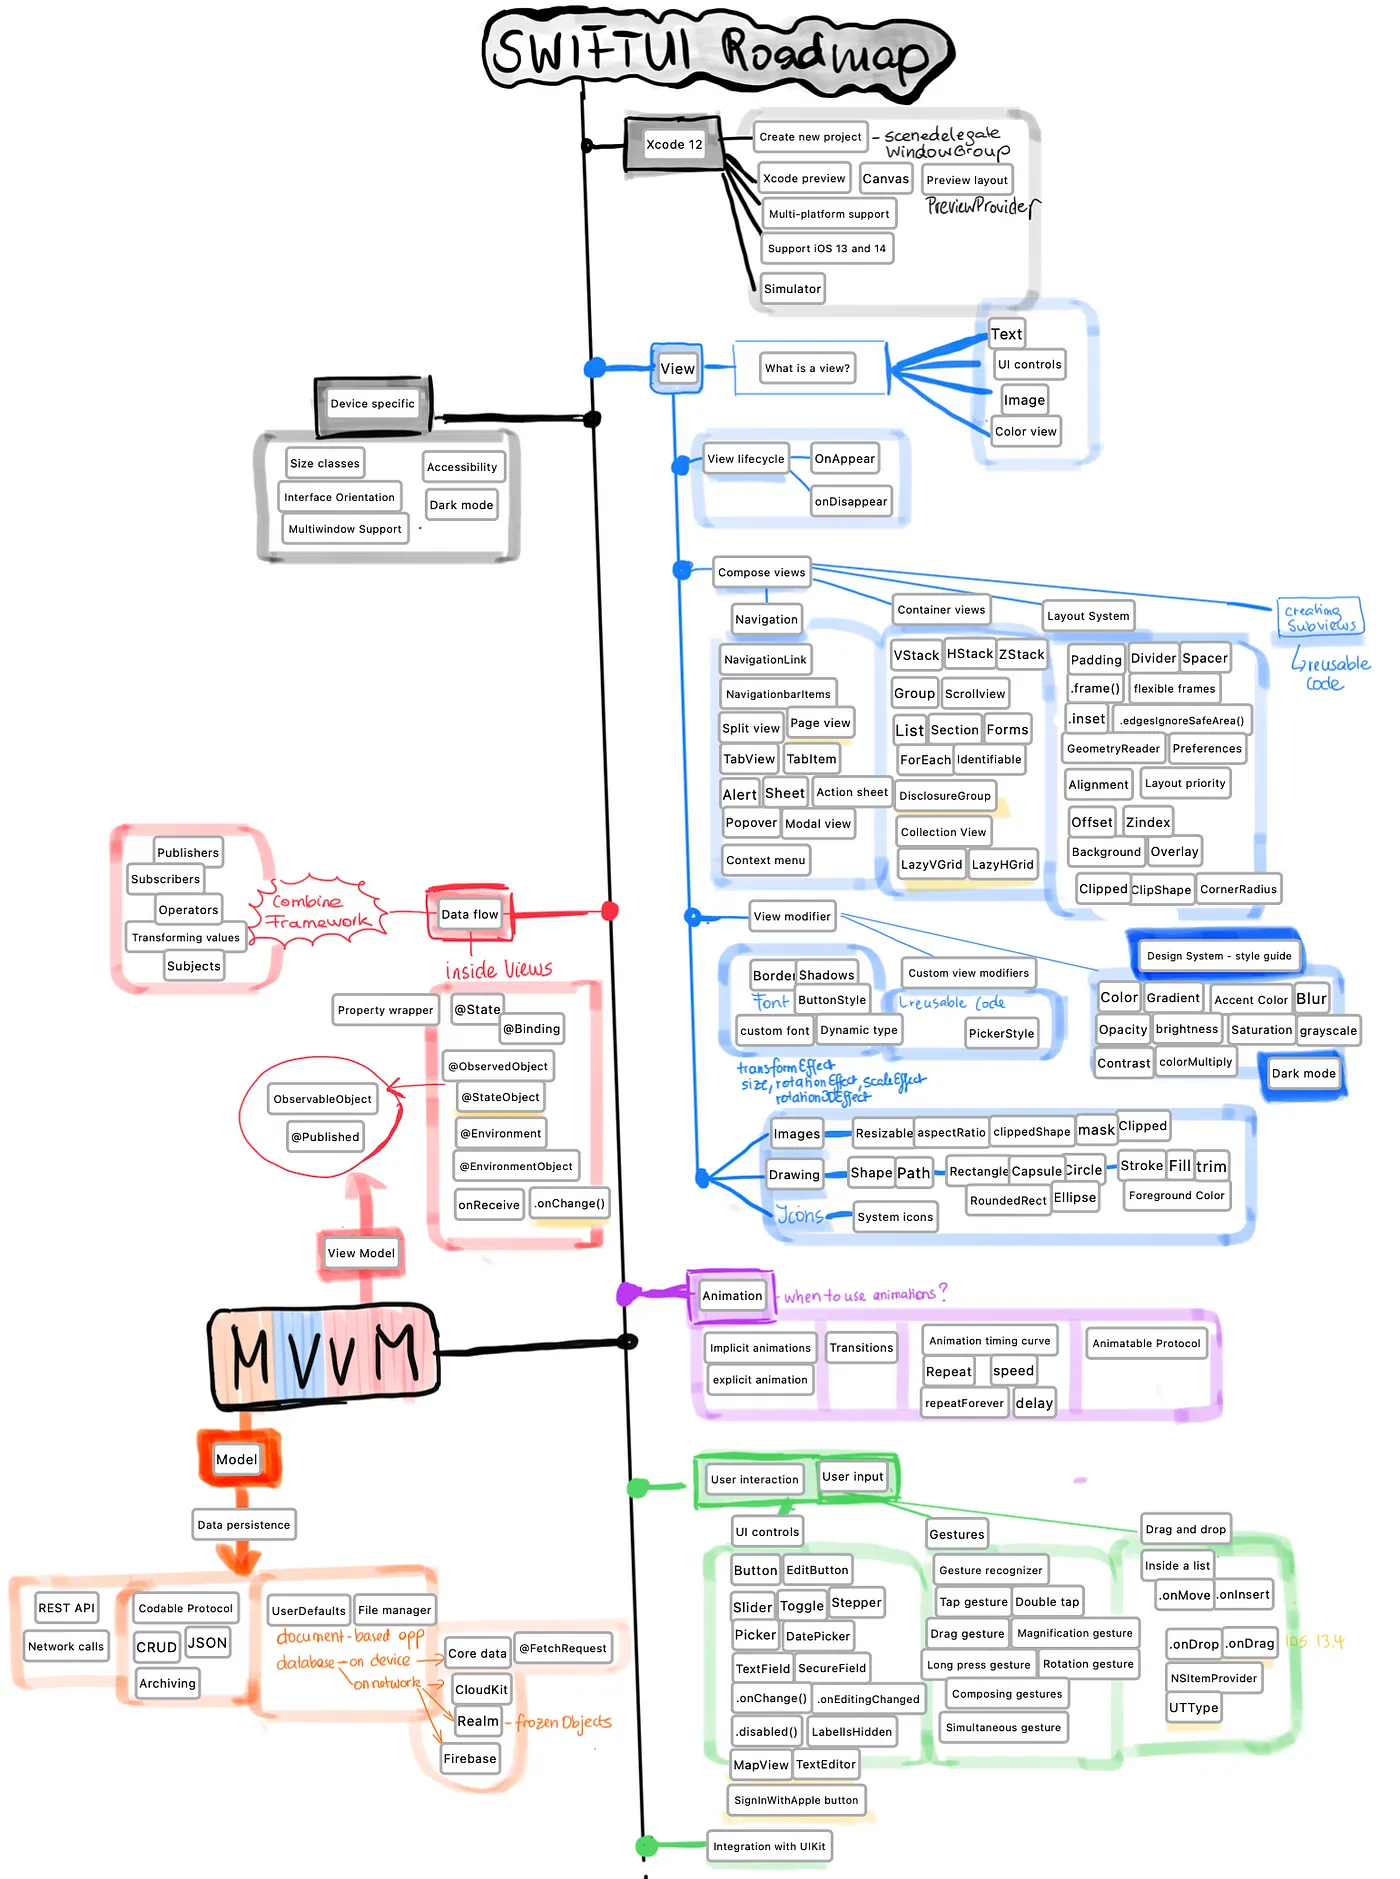 SWIFTUI Roadmap
Xcode 12
Create new project
- scenedelegate
WindowGroup
Xcode preview
Canvas
Preview layout
PreviewProvider
Multi-platform support
Support iOS 13 and 14
Simulator
View
What is a view?
Text
UI controls
Image
Color view
Device specific
Size classes
Accessibility
Interface Orientation
Dark mode
Multiwindow Support
View lifecycle
OnAppear
onDisappear
Compose views
Navigation
Container views
Layout System
creating
Subviews
↳reusable
code
NavigationLink
NavigationbarItems
Split view
Page view
TabView
TabItem
Alert
Sheet
Action sheet
Popover
Modal view
Context menu
VStack
HStack
ZStack
Group
Scrollview
List
Section
Forms
ForEach
Identifiable
DisclosureGroup
Collection View
LazyVGrid
LazyHGrid
Padding
Divider
Spacer
.frame()
flexible frames
.inset
.edgesIgnoreSafeArea()
GeometryReader
Preferences
Alignment
Layout priority
Offset
Zindex
Background
Overlay
Clipped
ClipShape
CornerRadius
Publishers
Subscribers
Operators
Transforming values
Subjects
Combine
Framework
Data flow
inside Views
Property wrapper
@State
@Binding
@ObservedObject
@StateObject
@Environment
@EnvironmentObject
onReceive
.onChange()
ObservableObject
@Published
View Model
View modifier
Border
Shadows
Font
ButtonStyle
custom font
Dynamic type
transformEffect
size, rotationEffect, scaleEffect
rotation3DEffect
Custom view modifiers
↳reusable code
PickerStyle
Design System - style guide
Color
Gradient
Accent Color
Blur
Opacity
brightness
Saturation
grayscale
Contrast
colorMultiply
Dark mode
Images
Resizable
aspectRatio
clippedShape
mask
Clipped
Drawing
Shape
Path
Rectangle
Capsule
Circle
Stroke
Fill
trim
RoundedRect
Ellipse
Foreground Color
Icons
System icons
MVVM
Animation
- when to use animations?
Implicit animations
explicit animation
Transitions
Animation timing curve
Repeat
speed
repeatForever
delay
Animatable Protocol
Model
Data persistence
REST API
Network calls
Codable Protocol
CRUD
JSON
Archiving
UserDefaults
File manager
document-based app
database - on device
on network
Core data
@FetchRequest
CloudKit
Realm
- frozen Objects
Firebase
User interaction
User input
UI controls
Gestures
Drag and drop
Button
EditButton
Slider
Toggle
Stepper
Picker
DatePicker
TextField
SecureField
.onChange()
.onEditingChanged
.disabled()
LabelIsHidden
MapView
TextEditor
SignInWithApple button
Gesture recognizer
Tap gesture
Double tap
Drag gesture
Magnification gesture
Long press gesture
Rotation gesture
Composing gestures
Simultaneous gesture
Inside a list
.onMove
.onInsert
.onDrop
.onDrag
iOS 13.4
NSItemProvider
UTType
Integration with UIKit